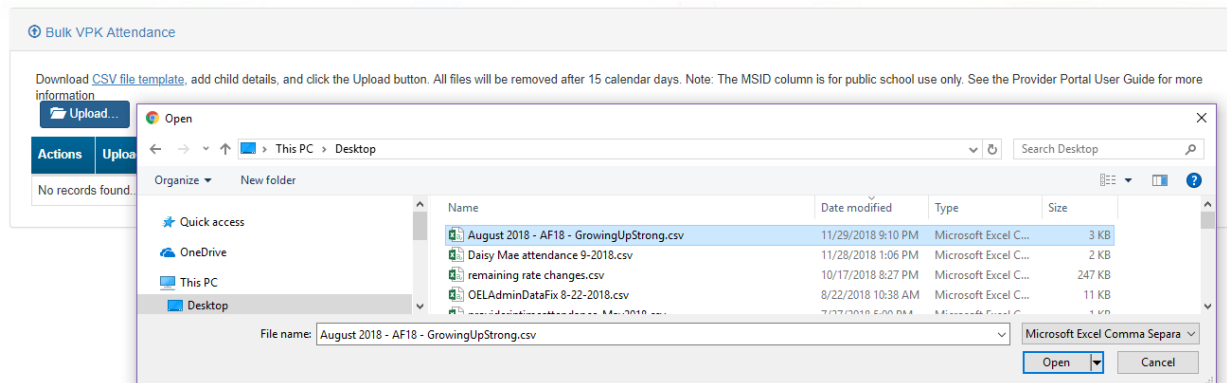 Bulk VPK Attendance
Download CSV file template, add child details, and click the Upload button. All files will be removed after 15 calendar days. Note: The MSID column is for public school use only. See the Provider Portal User Guide for more
information
Upload...
Open
This PC > Desktop
Search Desktop
Actions Uploa
Organize New folder
No records found.
Name Date modified Type Size
Quick access
August 2018 - AF18 - GrowingUpStrong.csv 11/29/2018 9:10 PM Microsoft Excel C... 3 KB
OneDrive
Daisy Mae attendance 9-2018.csv 11/28/2018 1:06 PM Microsoft Excel C... 2 KB
remaining rate changes.csv 10/17/2018 8:27 PM Microsoft Excel C... 247 KB
This PC
OELAdminDataFix 8-22-2018.csv 8/22/2018 10:38 AM Microsoft Excel C... 11 KB
Desktop
File name: August 2018 - AF18 - GrowingUpStrong.csv Microsoft Excel Comma Separa
Open Cancel